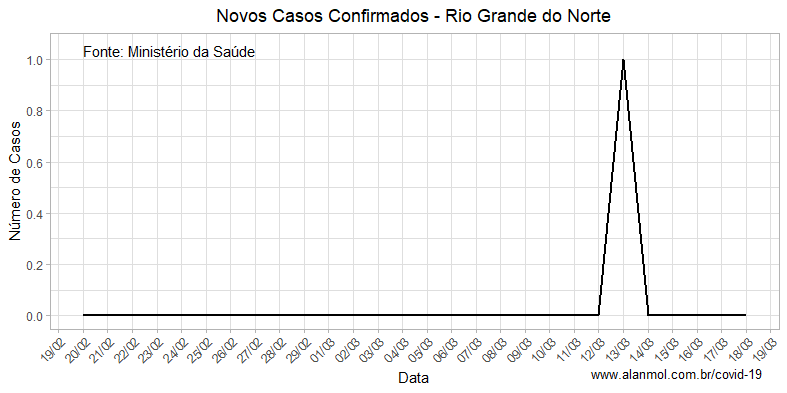 Novos Casos Confirmados - Rio Grande do Norte
Fonte: Ministério da Saúde
Número de Casos
1.0
0.8
0.6
0.4
0.2
0.0
19/02 20/02 21/02 22/02 23/02 24/02 25/02 26/02 27/02 28/02 29/02 01/03 02/03 03/03 04/03 05/03 06/03 07/03 08/03 09/03 10/03 11/03 12/03 13/03 14/03 15/03 16/03 17/03 18/03 19/03
Data
www.alanmol.com.br/covid-19